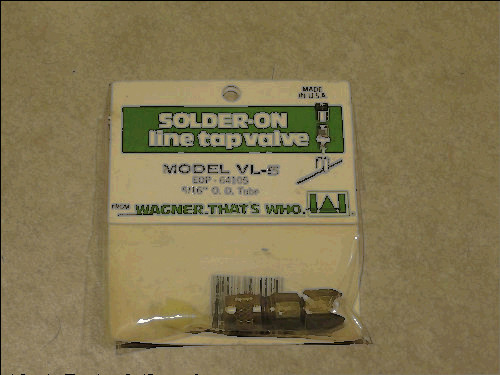 MADE
IN U.S.A.
SOLDER-ON
line tap valve
MODEL VL-5
EDP - 64105
5/16" O. D. Tube
FROM WAGNER. THAT'S WHO.